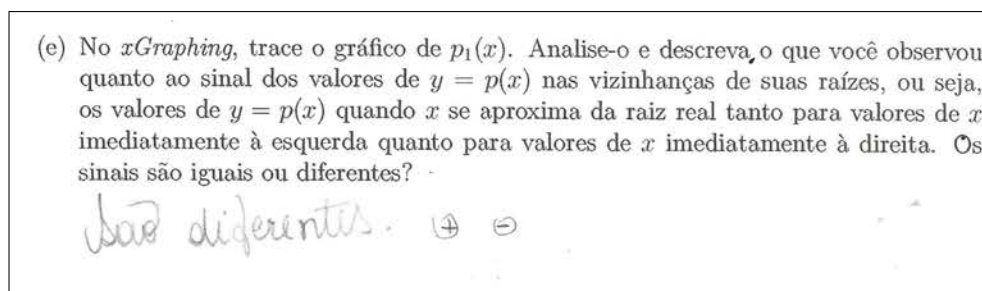 (e) No xGraphing, trace o gráfico de p₁(x). Analise-o e descreva o que você observou
quanto ao sinal dos valores de y = p(x) nas vizinhanças de suas raízes, ou seja,
os valores de y = p(x) quando x se aproxima da raiz real tanto para valores de x
imediatamente à esquerda quanto para valores de x imediatamente à direita. Os
sinais são iguais ou diferentes?
São diferentes. ⊕ ⊖